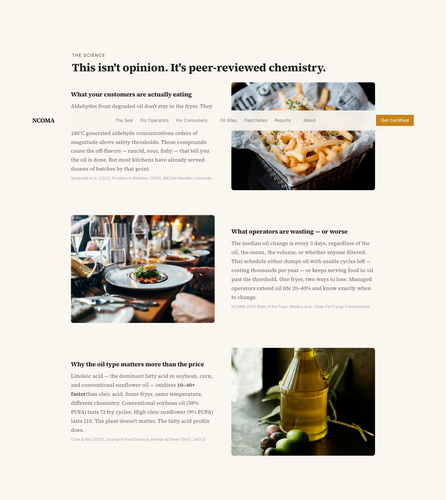 THE SCIENCE
This isn't opinion. It's peer-reviewed chemistry.
What your customers are actually eating
Aldehydes from degraded oil don't stay in the fryer. They
NCOMA
The Seal
For Operators
For Consumers
Oil Atlas
Field Notes
Reports
About
Get Certified
180°C generated aldehyde concentrations orders of
magnitude above safety thresholds. Those compounds
cause the off-flavors — rancid, sour, fishy — that tell you
the oil is done. But most kitchens have already served
dozens of batches by that point.
What operators are wasting — or worse
The median oil change is every 3 days, regardless of the
oil, the menu, the volume, or whether anyone filtered.
That schedule either dumps oil with usable cycles left —
costing thousands per year — or keeps serving food in oil
past the threshold. One fryer, two ways to lose. Managed
operators extend oil life 20–40% and know exactly when
to change.
Why the oil type matters more than the price
Linoleic acid — the dominant fatty acid in soybean, corn,
and conventional sunflower oil — oxidizes 10–40×
faster than oleic acid. Same fryer, same temperature,
different chemistry. Conventional soybean oil (58%
PUFA) lasts 72 fry cycles. High oleic sunflower (9% PUFA)
lasts 210. The plant doesn't matter. The fatty acid profile
does.